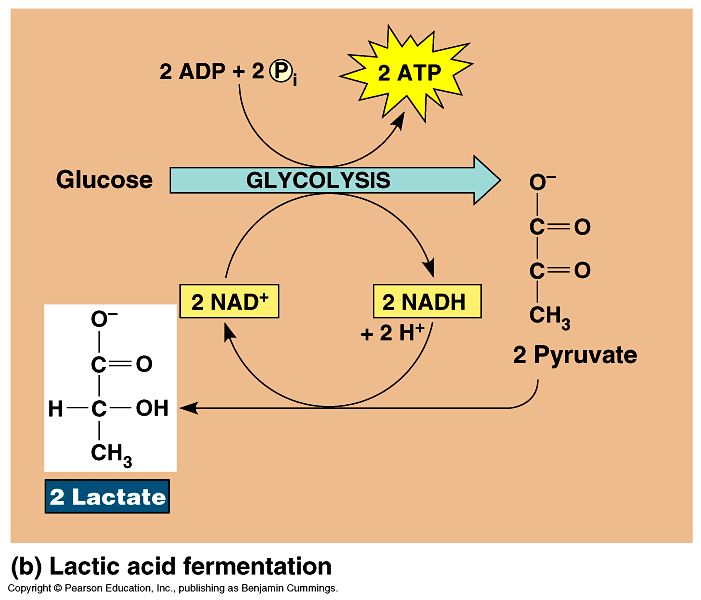 2 ADP + 2 Pi
2 ATP
Glucose
GLYCOLYSIS
O⁻
C=O
C=O
CH₃
2 Pyruvate
2 NAD⁺
2 NADH
+ 2 H⁺
O⁻
C=O
H—C—OH
CH₃
2 Lactate
(b) Lactic acid fermentation
Copyright © Pearson Education, Inc., publishing as Benjamin Cummings.